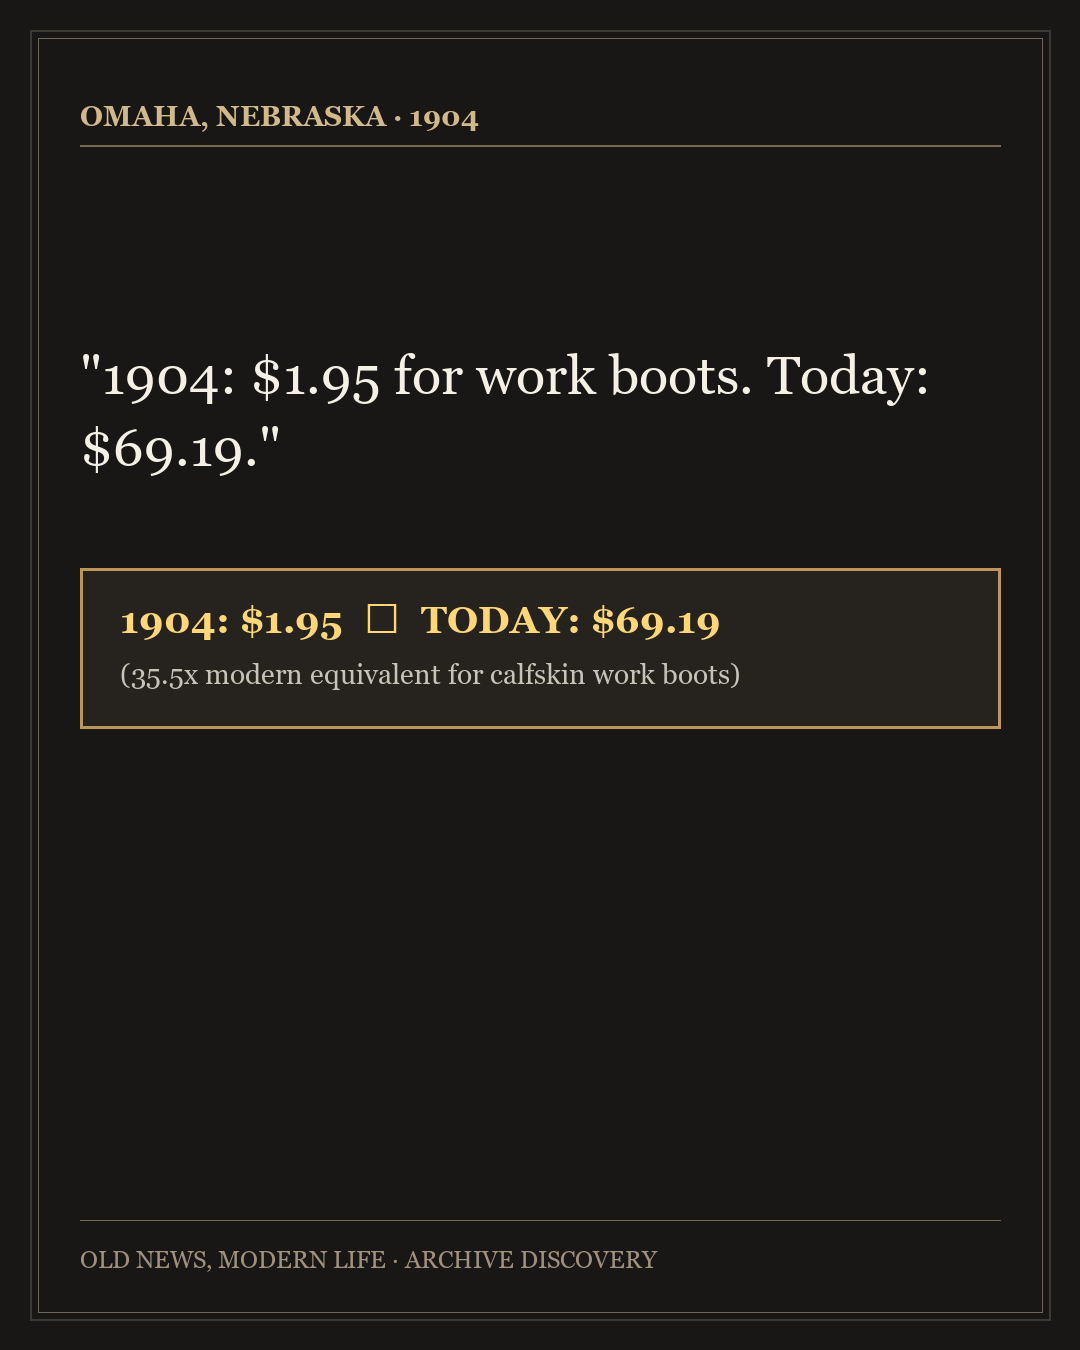 OMAHA, NEBRASKA · 1904
"1904: $1.95 for work boots. Today:
$69.19."
1904: $1.95 □ TODAY: $69.19
(35.5x modern equivalent for calfskin work boots)
OLD NEWS, MODERN LIFE · ARCHIVE DISCOVERY